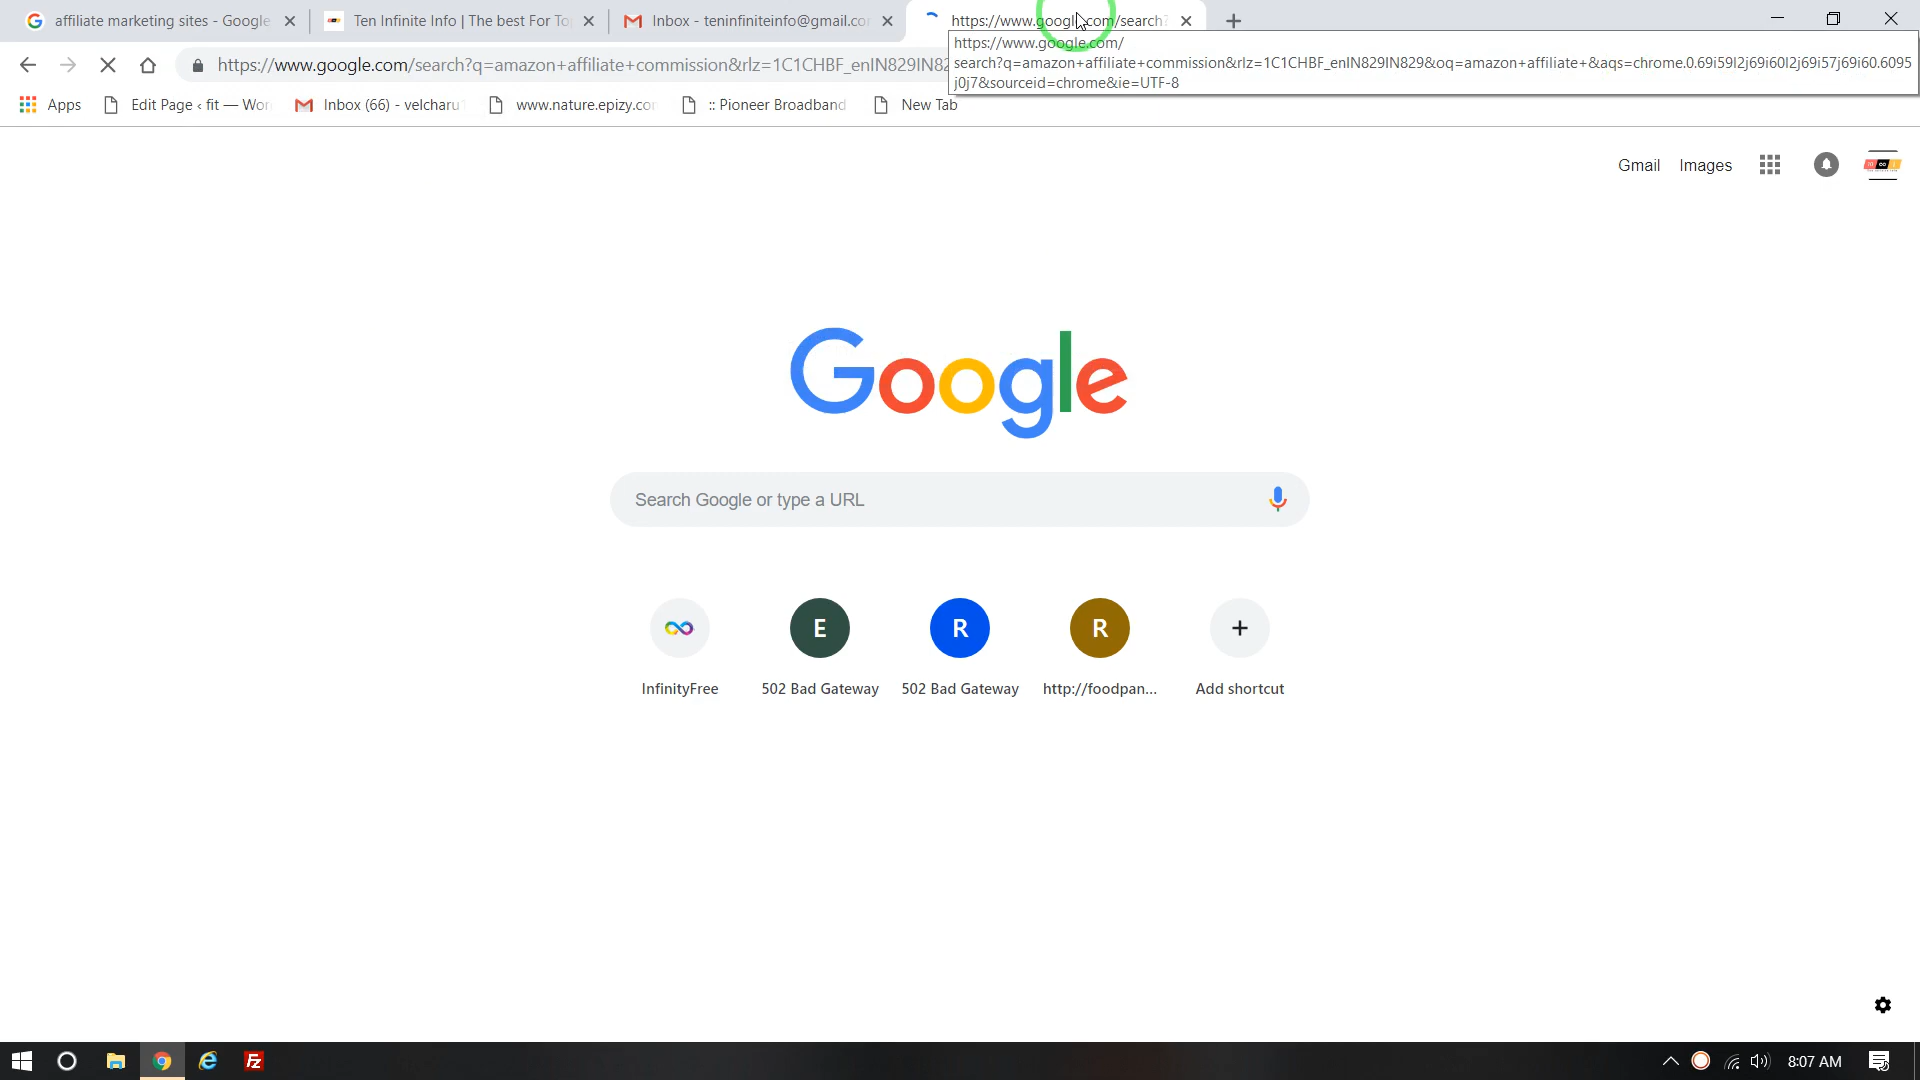 affiliate marketing sites - Google
Ten Infinite Info | The best For To
Inbox - teninfiniteinfo@gmail.co
https://www.google.com/search?
https://www.google.com/
search?q=amazon+affiliate+commission&rlz=1C1CHBF_enIN829IN829&oq=amazon+affiliate+&aqs=chrome.0.69i59l2j69i60l2j69i57j69i60.6095
j0j7&sourceid=chrome&ie=UTF-8
https://www.google.com/search?q=amazon+affiliate+commission&rlz=1C1CHBF_enIN829IN82
Apps
Edit Page ‹ fit — Wor
Inbox (66) - velcharu
www.nature.epizy.co
:: Pioneer Broadband
New Tab
Gmail
Images
Google
Search Google or type a URL
E
R
R
InfinityFree
502 Bad Gateway
502 Bad Gateway
http://foodpan...
Add shortcut
8:07 AM